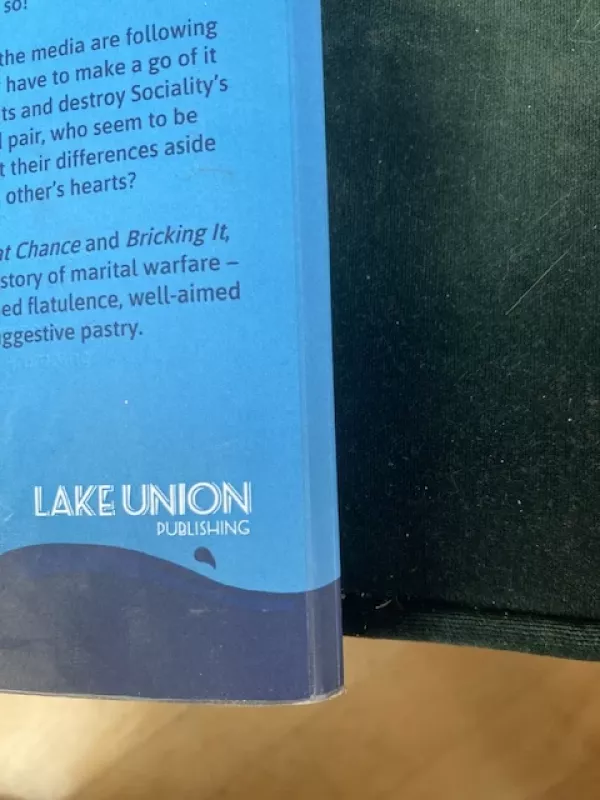 so!
the media are following
have to make a go of it
ts and destroy Sociality's
pair, who seem to be
t their differences aside
other's hearts?
at Chance and Bricking It,
story of marital warfare –
ed flatulence, well-aimed
ggestive pastry.
LAKE UNION
PUBLISHING